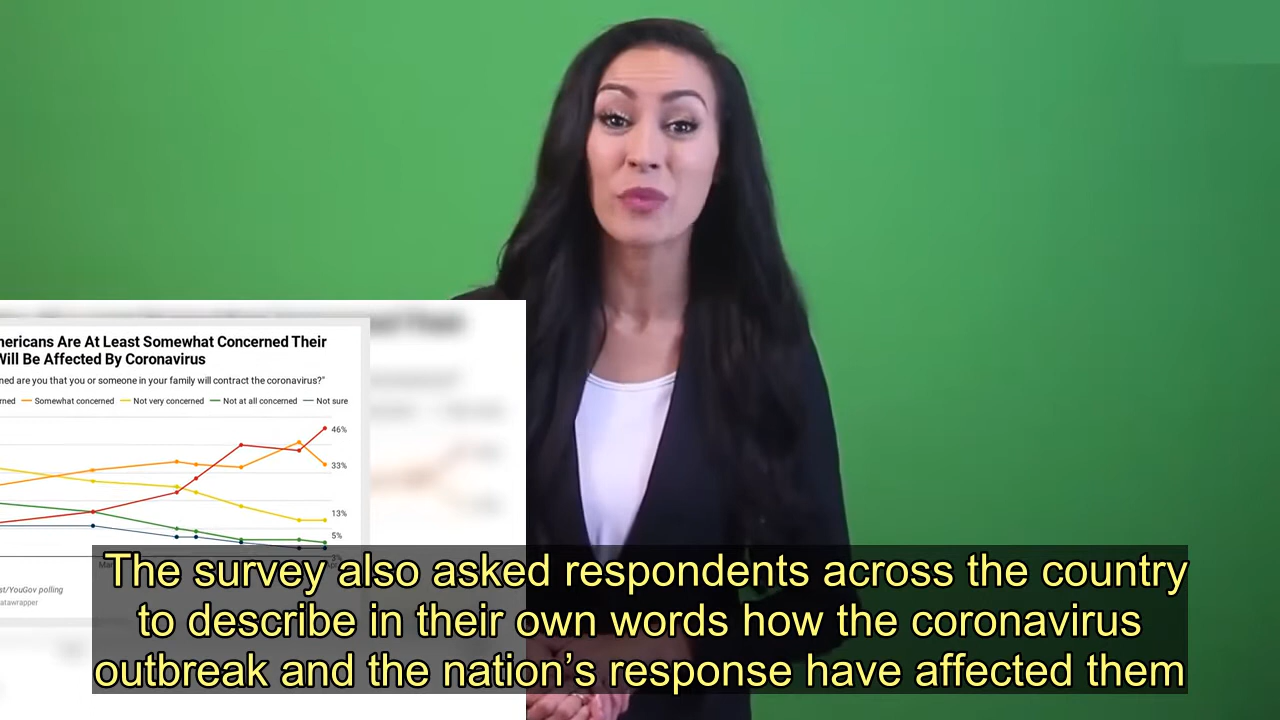 mericans Are At Least Somewhat Concerned Their
Will Be Affected By Coronavirus
ned are you that you or someone in your family will contract the coronavirus?"
rned Somewhat concerned Not very concerned Not at all concerned Not sure
46%
33%
13%
5%
3%
st/YouGov polling
atawrapper
The survey also asked respondents across the country
to describe in their own words how the coronavirus
outbreak and the nation’s response have affected them